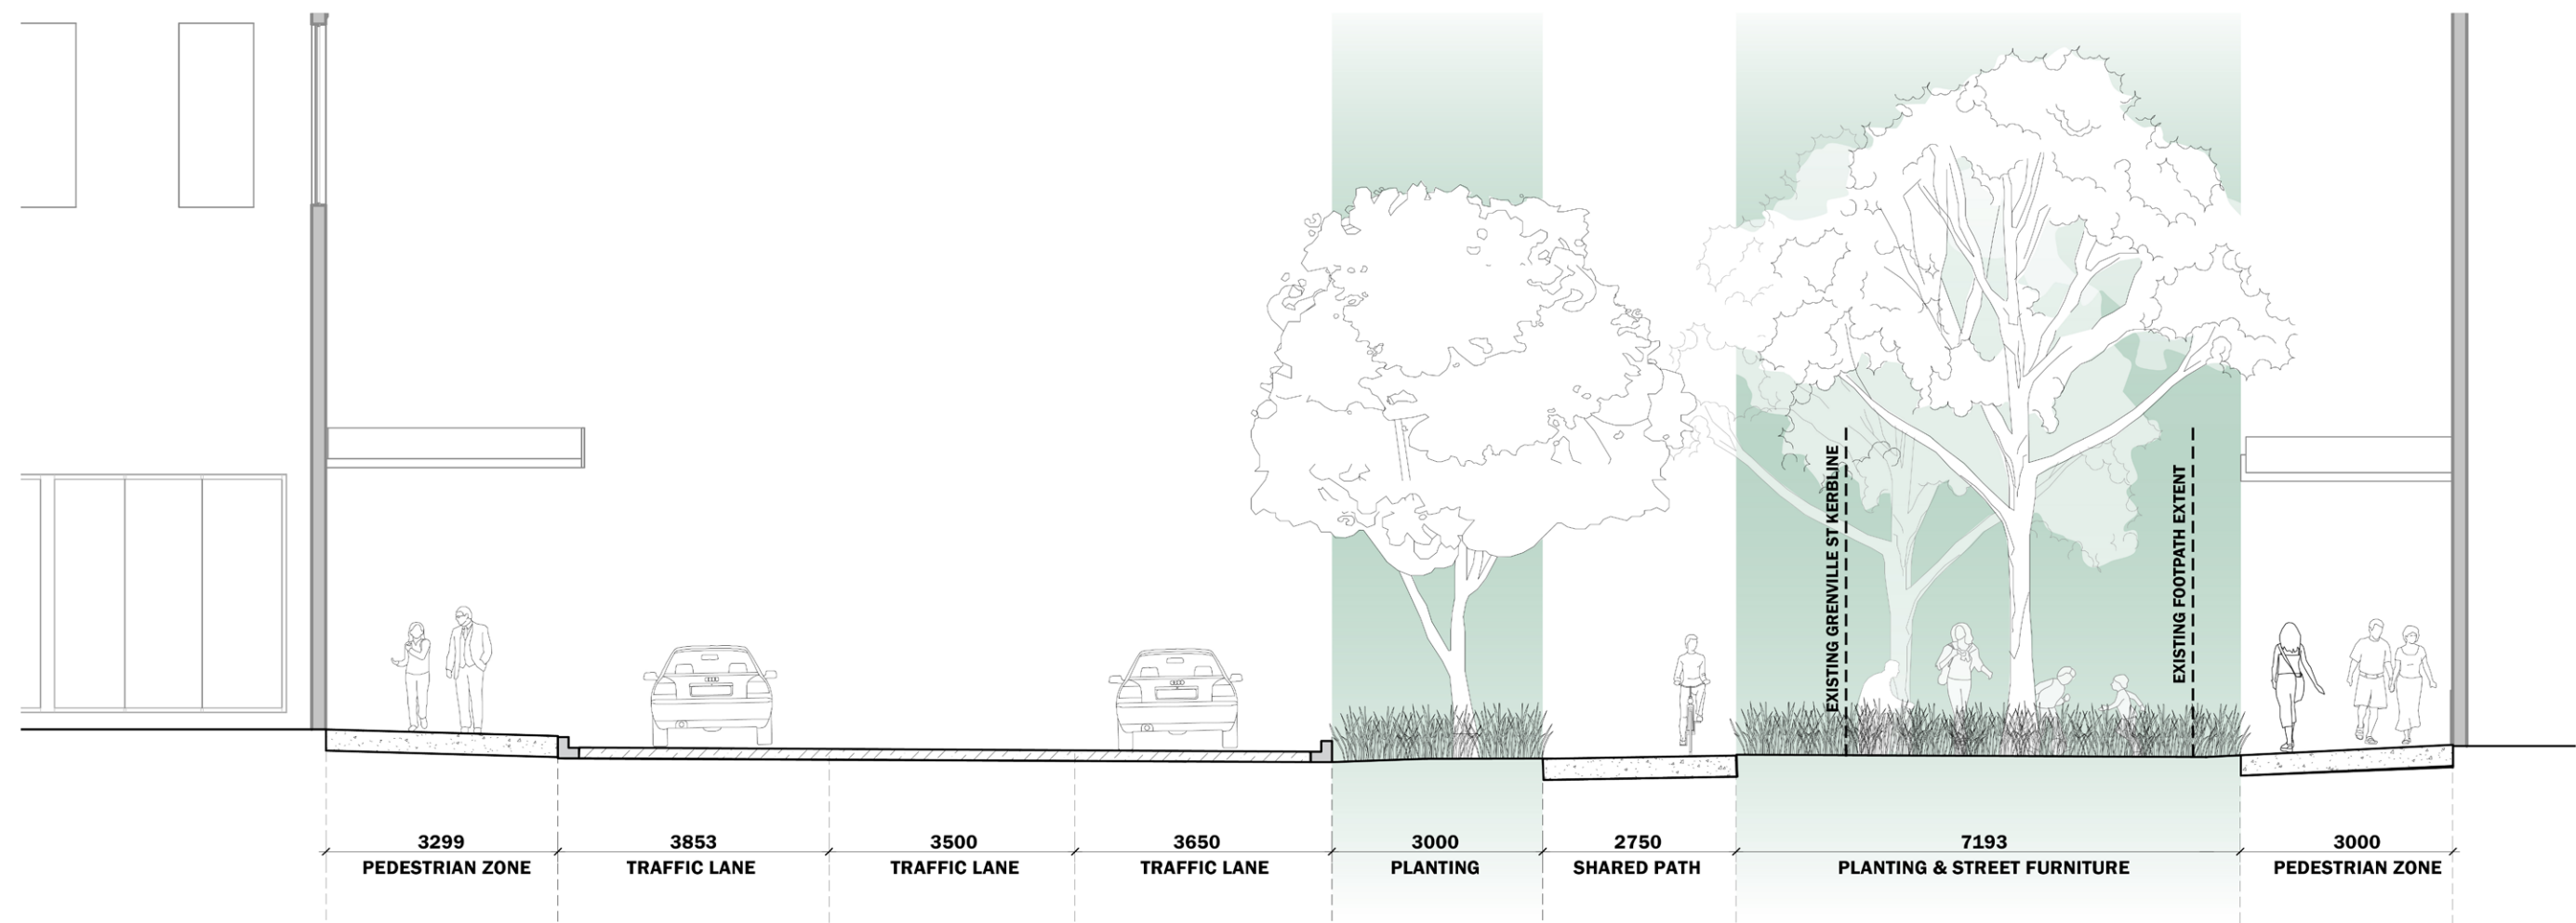 EXISTING GRENVILLE ST KERBLINE
EXISTING FOOTPATH EXTENT
3299
PEDESTRIAN ZONE
3853
TRAFFIC LANE
3500
TRAFFIC LANE
3650
TRAFFIC LANE
3000
PLANTING
2750
SHARED PATH
7193
PLANTING & STREET FURNITURE
3000
PEDESTRIAN ZONE